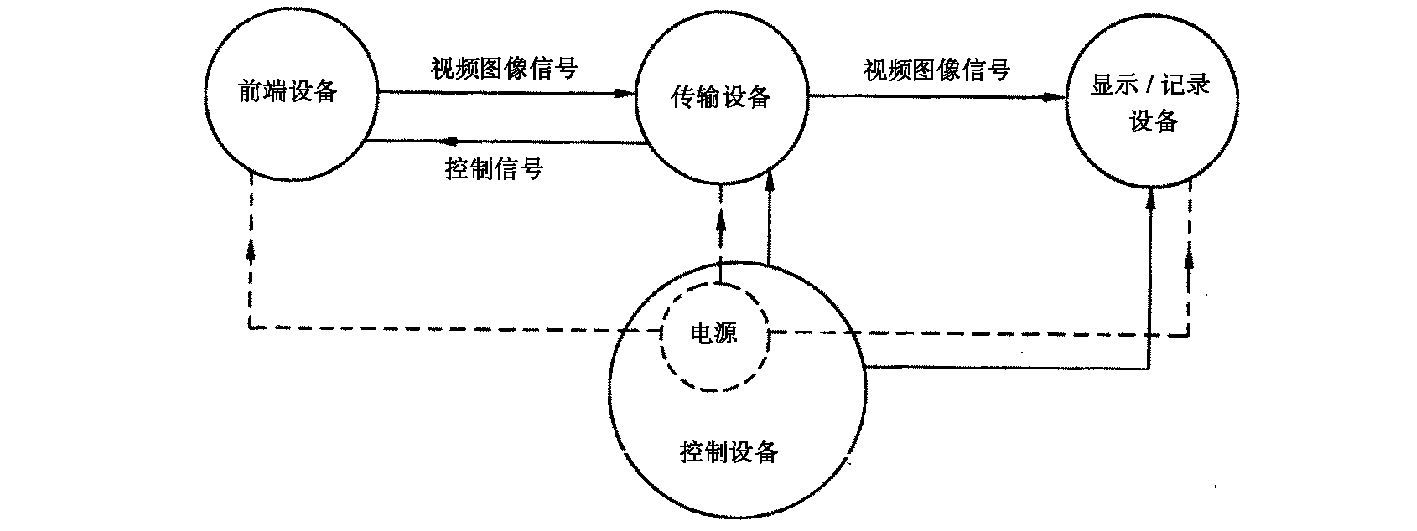 前端设备
视频图像信号
传输设备
视频图像信号
显示 / 记录
设备
控制信号
电源
控制设备